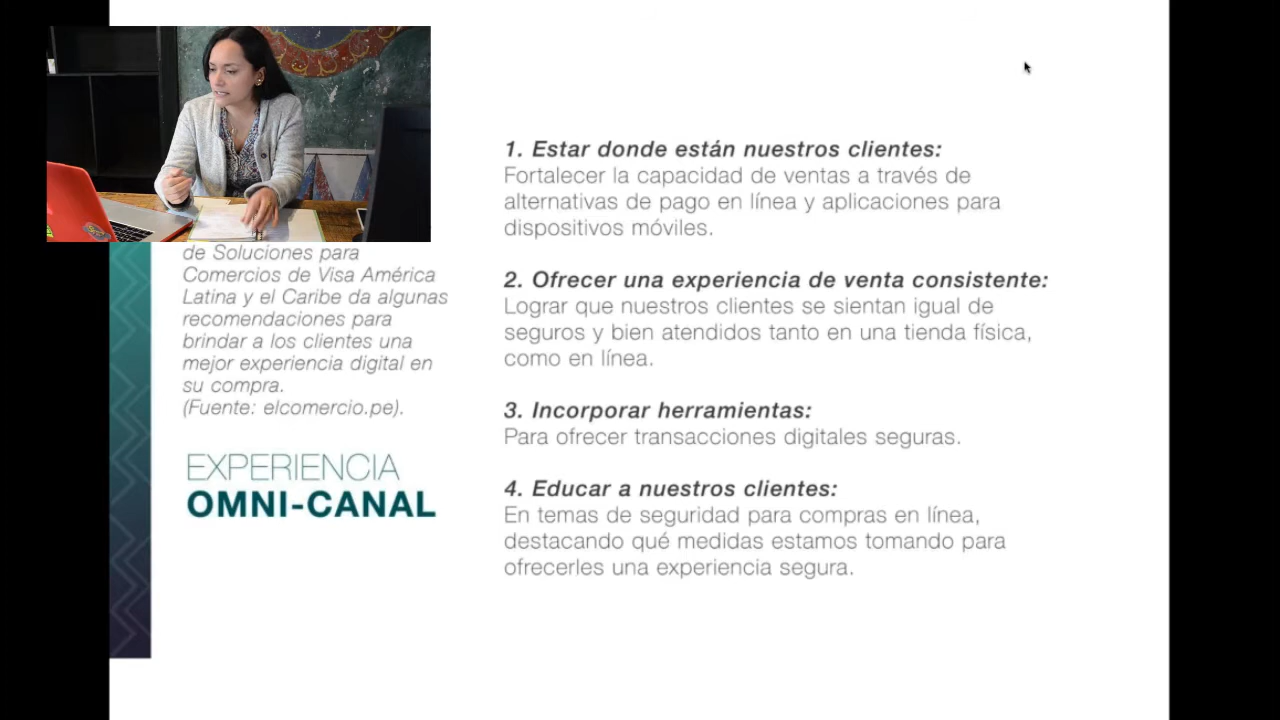 de Soluciones para
Comercios de Visa América
Latina y el Caribe da algunas
recomendaciones para
brindar a los clientes una
mejor experiencia digital en
su compra.
(Fuente: elcomercio.pe).
EXPERIENCIA
OMNI-CANAL
1. Estar donde están nuestros clientes:
Fortalecer la capacidad de ventas a través de
alternativas de pago en línea y aplicaciones para
dispositivos móviles.
2. Ofrecer una experiencia de venta consistente:
Lograr que nuestros clientes se sientan igual de
seguros y bien atendidos tanto en una tienda física,
como en línea.
3. Incorporar herramientas:
Para ofrecer transacciones digitales seguras.
4. Educar a nuestros clientes:
En temas de seguridad para compras en línea,
destacando qué medidas estamos tomando para
ofrecerles una experiencia segura.